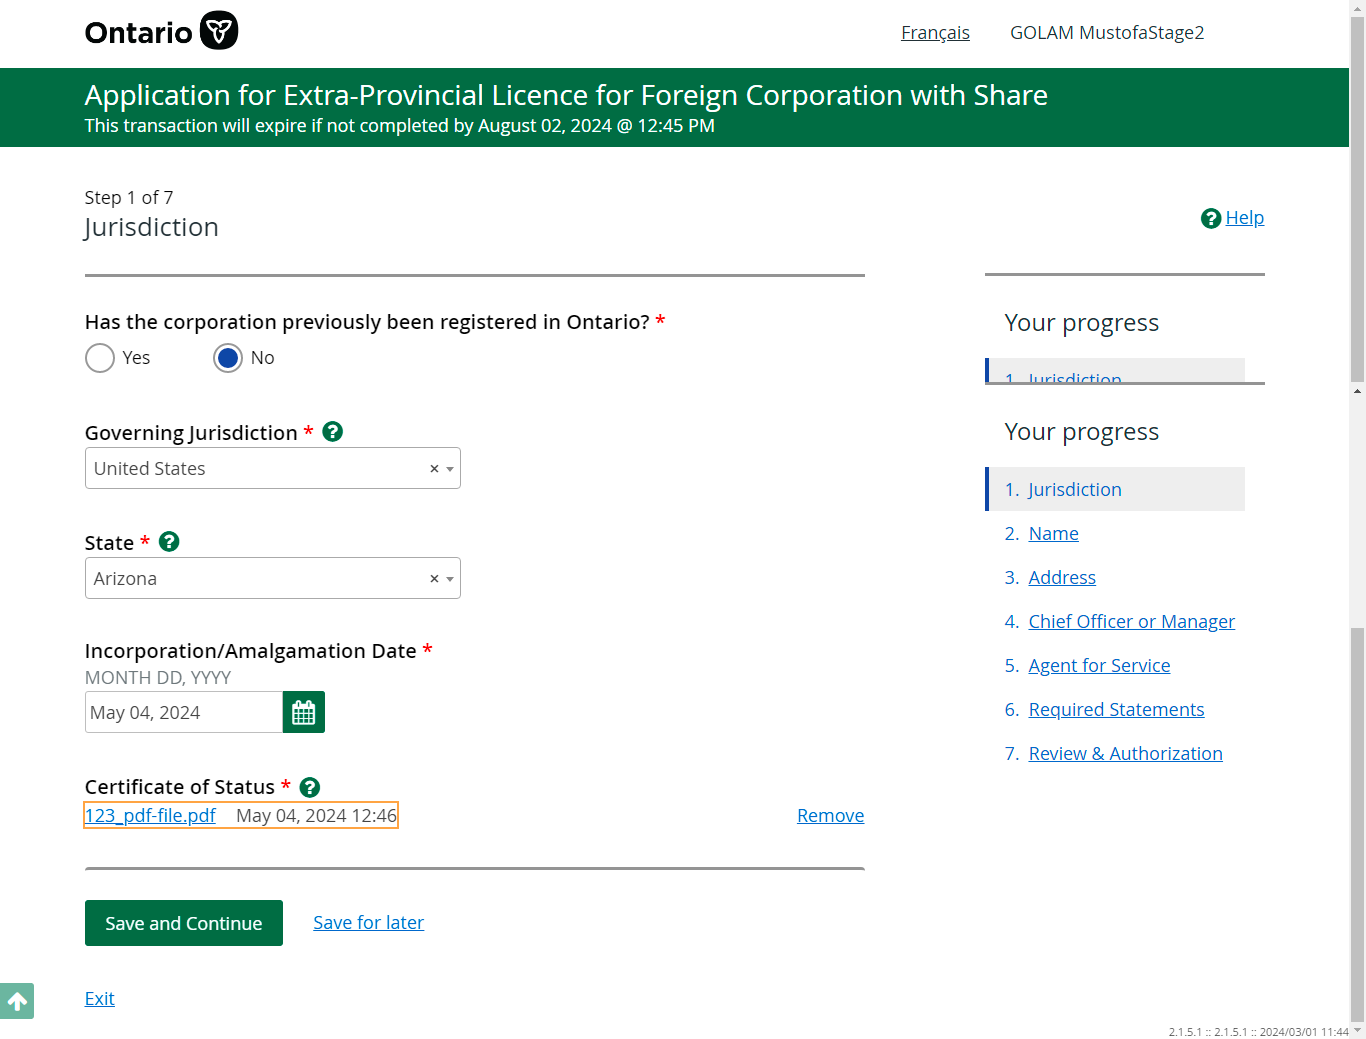 Ontario
Français GOLAM MustofaStage2
Application for Extra-Provincial Licence for Foreign Corporation with Share
This transaction will expire if not completed by August 02, 2024 @ 12:45 PM
Step 1 of 7
Jurisdiction
Help
Has the corporation previously been registered in Ontario? *
Yes No
Governing Jurisdiction *
United States
State *
Arizona
Incorporation/Amalgamation Date *
MONTH DD, YYYY
May 04, 2024
Certificate of Status *
123_pdf-file.pdf May 04, 2024 12:46 Remove
Save and Continue Save for later
Exit
Your progress
1. Jurisdiction
Your progress
1. Jurisdiction
2. Name
3. Address
4. Chief Officer or Manager
5. Agent for Service
6. Required Statements
7. Review & Authorization
2.1.5.1 :: 2.1.5.1 :: 2024/03/01 11:44